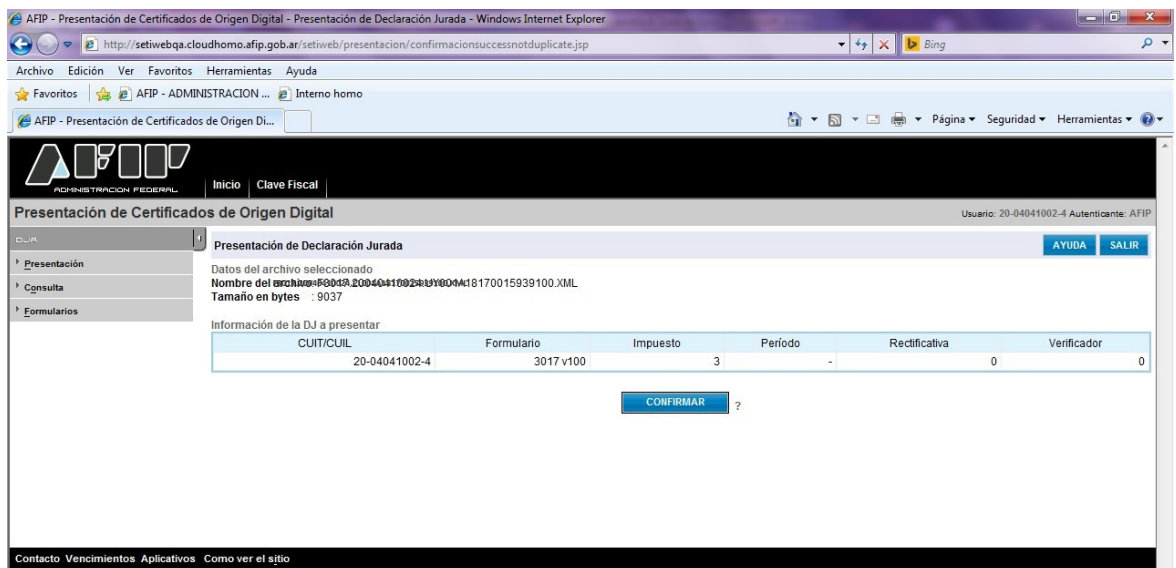 AFIP - Presentación de Certificados de Origen Digital - Presentación de Declaración Jurada - Windows Internet Explorer
http://setiwebqa.cloudhomo.afip.gob.ar/setiweb/presentacion/confirmacionsuccessnotduplicate.jsp
Bing
Archivo Edición Ver Favoritos Herramientas Ayuda
Favoritos AFIP - ADMINISTRACION ... Interno homo
AFIP - Presentación de Certificados de Origen Di...
Página Seguridad Herramientas
AFIP
ADMINISTRACION FEDERAL
Inicio Clave Fiscal
Presentación de Certificados de Origen Digital
Usuario: 20-04041002-4 Autenticante: AFIP
DJR
Presentación
Consulta
Formularios
Presentación de Declaración Jurada
AYUDA SALIR
Datos del archivo seleccionado
Nombre del archivo 18170015939100.XML
Tamaño en bytes : 9037
Información de la DJ a presentar
CUIT/CUIL Formulario Impuesto Período Rectificativa Verificador
20-04041002-4 3017 v100 3 - 0 0
CONFIRMAR ?
Contacto Vencimientos Aplicativos Como ver el sitio